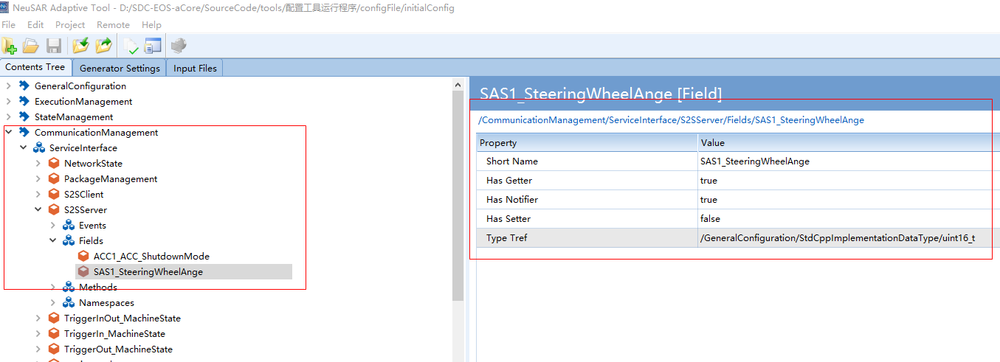 NeuSAR Adaptive Tool - D:/SDC-EOS-aCore/SourceCode/tools/配置工具运行程序/configFile/initialConfig
File Edit Project Remote Help
Contents Tree Generator Settings Input Files
GeneralConfiguration
ExecutionManagement
StateManagement
CommunicationManagement
ServiceInterface
NetworkState
PackageManagement
S2SClient
S2SServer
Events
Fields
ACC1_ACC_ShutdownMode
SAS1_SteeringWheelAnge
Methods
Namespaces
TriggerInOut_MachineState
TriggerIn_MachineState
TriggerOut_MachineState
SAS1_SteeringWheelAnge [Field]
/CommunicationManagement/ServiceInterface/S2SServer/Fields/SAS1_SteeringWheelAnge
Property Value
Short Name SAS1_SteeringWheelAnge
Has Getter true
Has Notifier true
Has Setter false
Type Tref /GeneralConfiguration/StdCppImplementationDataType/uint16_t